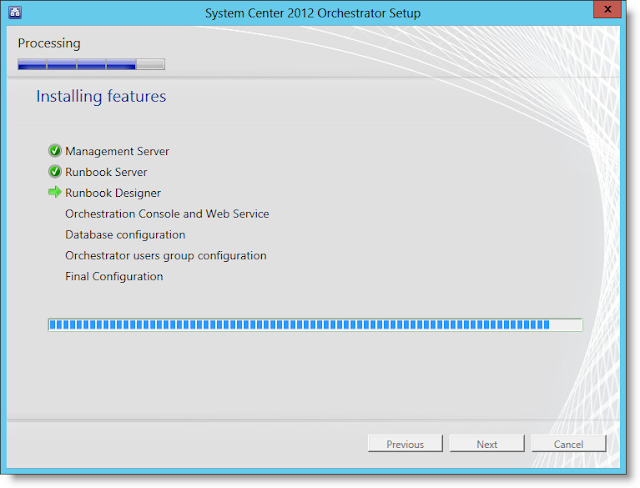 System Center 2012 Orchestrator Setup
x
Processing
Installing features
Management Server
Runbook Server
Runbook Designer
Orchestration Console and Web Service
Database configuration
Orchestrator users group configuration
Final Configuration
Previous
Next
Cancel